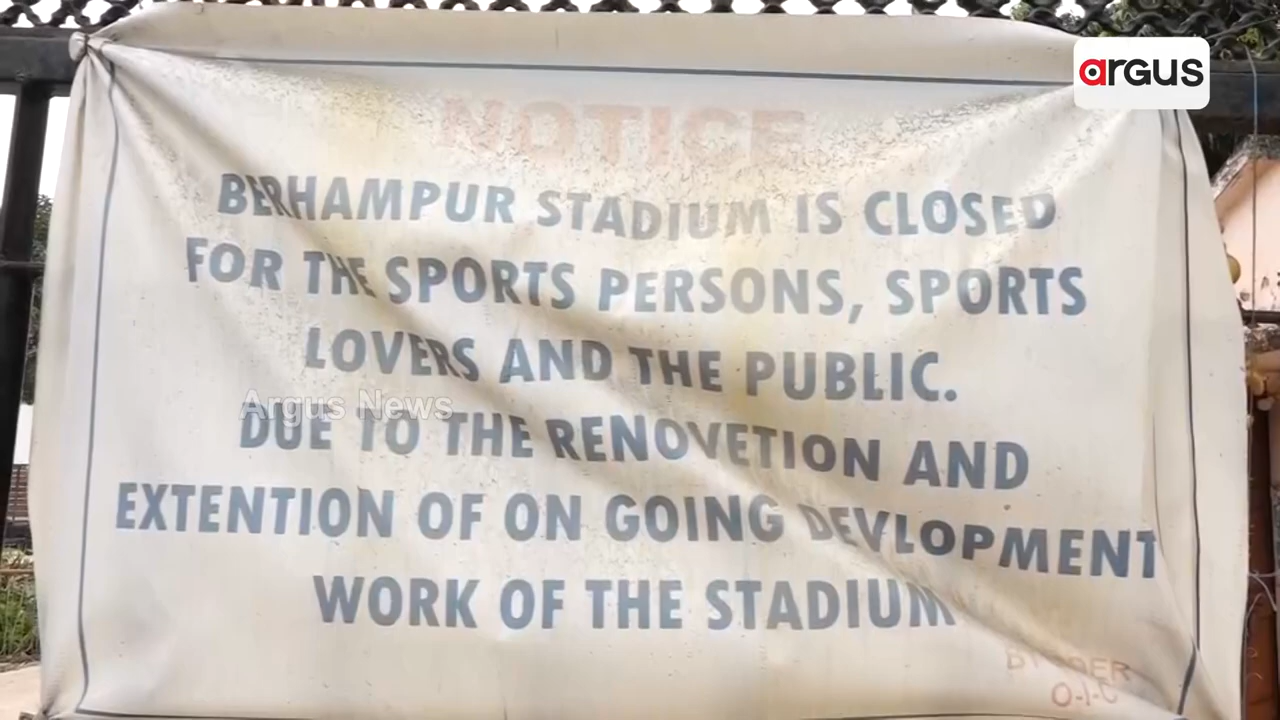 argus
NOTICE
BERHAMPUR STADIUM IS CLOSED
FOR THE SPORTS PERSONS, SPORTS
LOVERS AND THE PUBLIC.
Argus News
DUE TO THE RENOVETION AND
EXTENTION OF ON GOING DEVLOPMENT
WORK OF THE STADIUM
BY ORDER
O-I-C